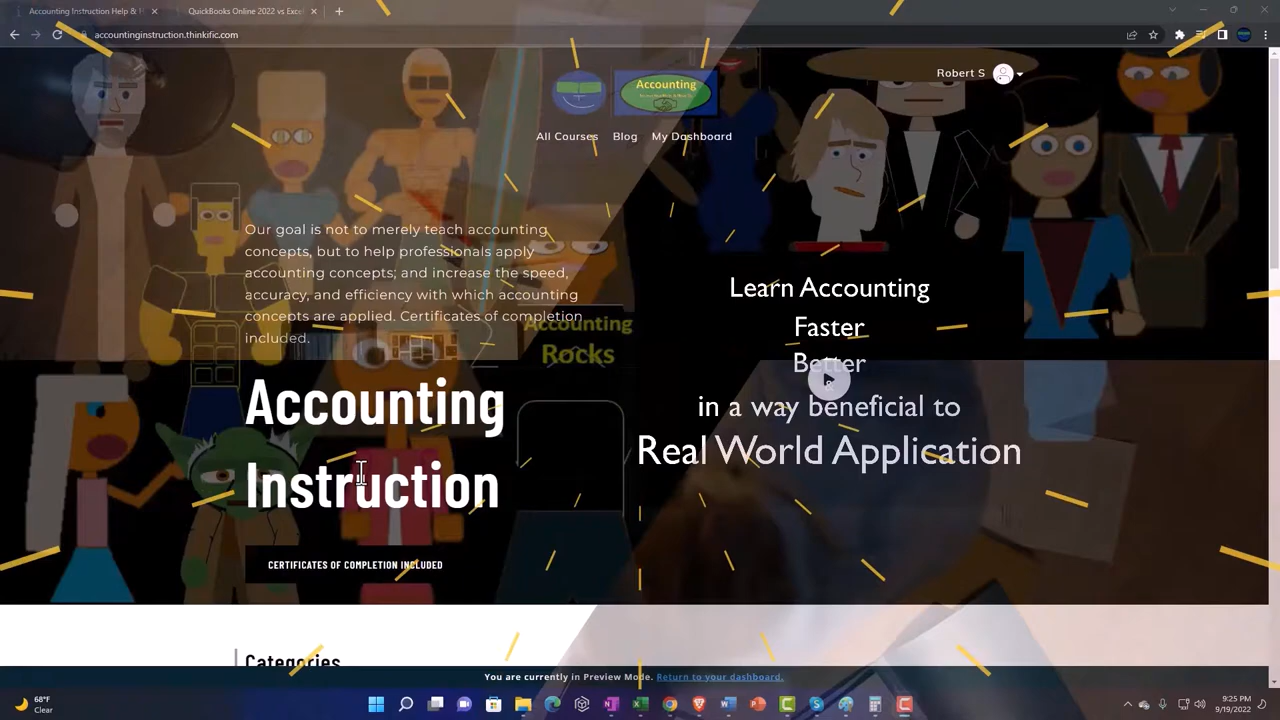 Accounting Instruction Help & H
QuickBooks Online 2022 vs Exce
accountinginstruction.thinkific.com
Accounting
Robert S
All Courses
Blog
My Dashboard
Our goal is not to merely teach accounting
concepts, but to help professionals apply
accounting concepts; and increase the speed,
accuracy, and efficiency with which accounting
concepts are applied. Certificates of completion
included.
Accounting
Rocks
Learn Accounting
Faster
Better
&
in a way beneficial to
Real World Application
Accounting
Instruction
CERTIFICATES OF COMPLETION INCLUDED
Categories
You are currently in Preview Mode. Return to your dashboard.
68°F
Clear
9:25 PM
9/19/2022